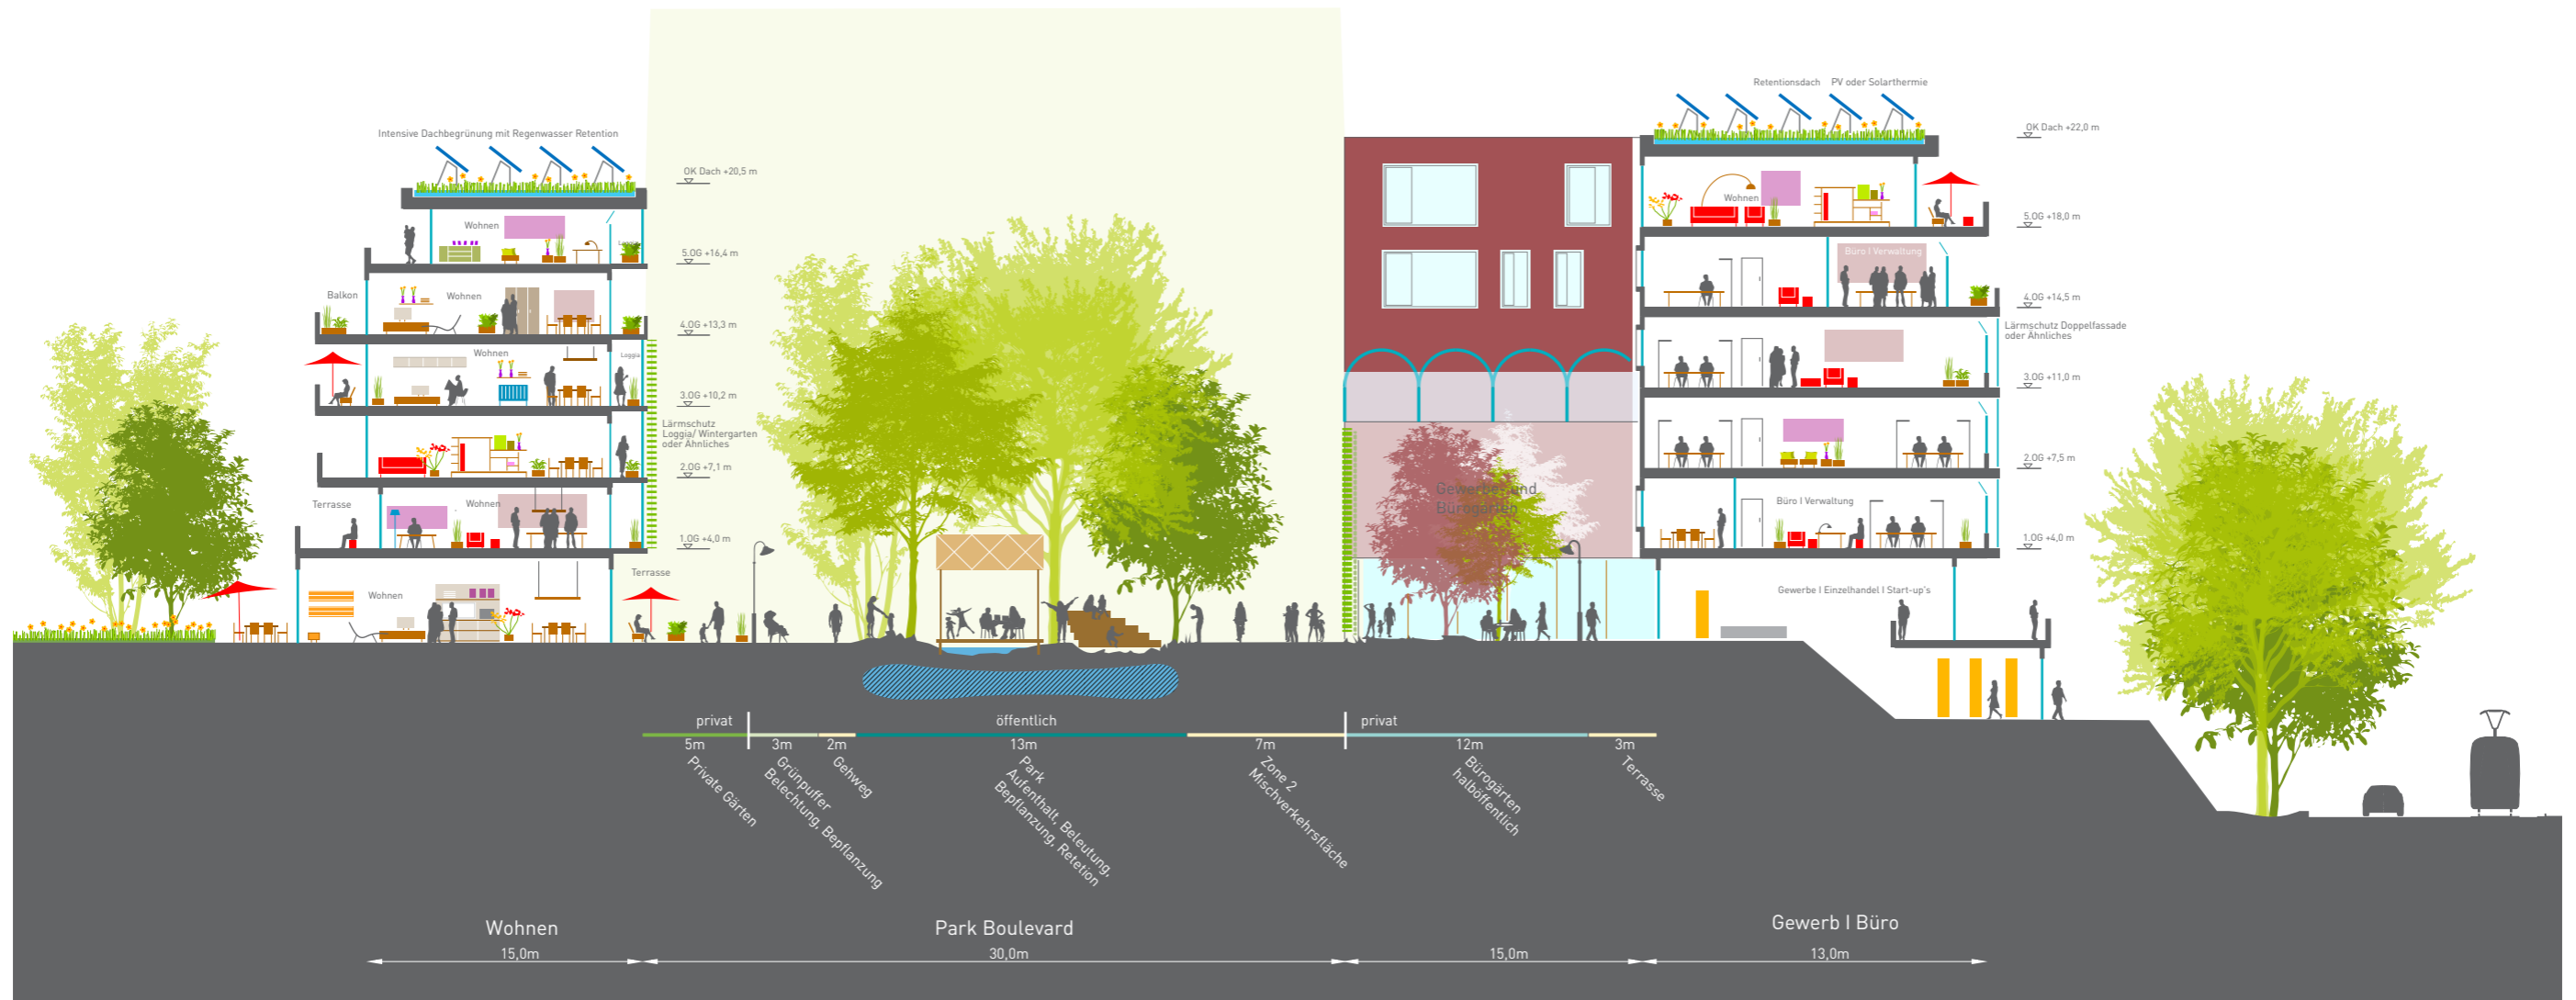 Retentionsdach PV oder Solarthermie
Intensive Dachbegrünung mit Regenwasser Retention
OK Dach +20,5 m
5.OG +16,4 m
4.OG +13,3 m
3.OG +10,2 m
Lärmschutz
Loggia/ Wintergarten
oder Ähnliches
2.OG +7,1 m
1.OG +4,0 m
Terrasse
Wohnen
Balkon
Wohnen
Wohnen
Loggia
Terrasse
Wohnen
Wohnen
OK Dach +22,0 m
5.OG +18,0 m
4.OG +14,5 m
Lärmschutz Doppelfassade
oder Ähnliches
3.OG +11,0 m
2.OG +7,5 m
1.OG +4,0 m
Wohnen
Büro I Verwaltung
Büro I Verwaltung
Gewerbe I Einzelhandel I Start-up's
Gewerbe- und
Bürogärten
privat
öffentlich
privat
5m
3m
2m
13m
7m
12m
3m
Private Gärten
Grünpuffer
Belechtung, Bepflanzung
Gehweg
Park
Aufenthalt, Beleutung,
Bepflanzung, Retetion
Zone 2
Mischverkehrsfläche
Bürogärten
halböffentlich
Terrasse
Wohnen
15,0m
Park Boulevard
30,0m
15,0m
Gewerb I Büro
13,0m